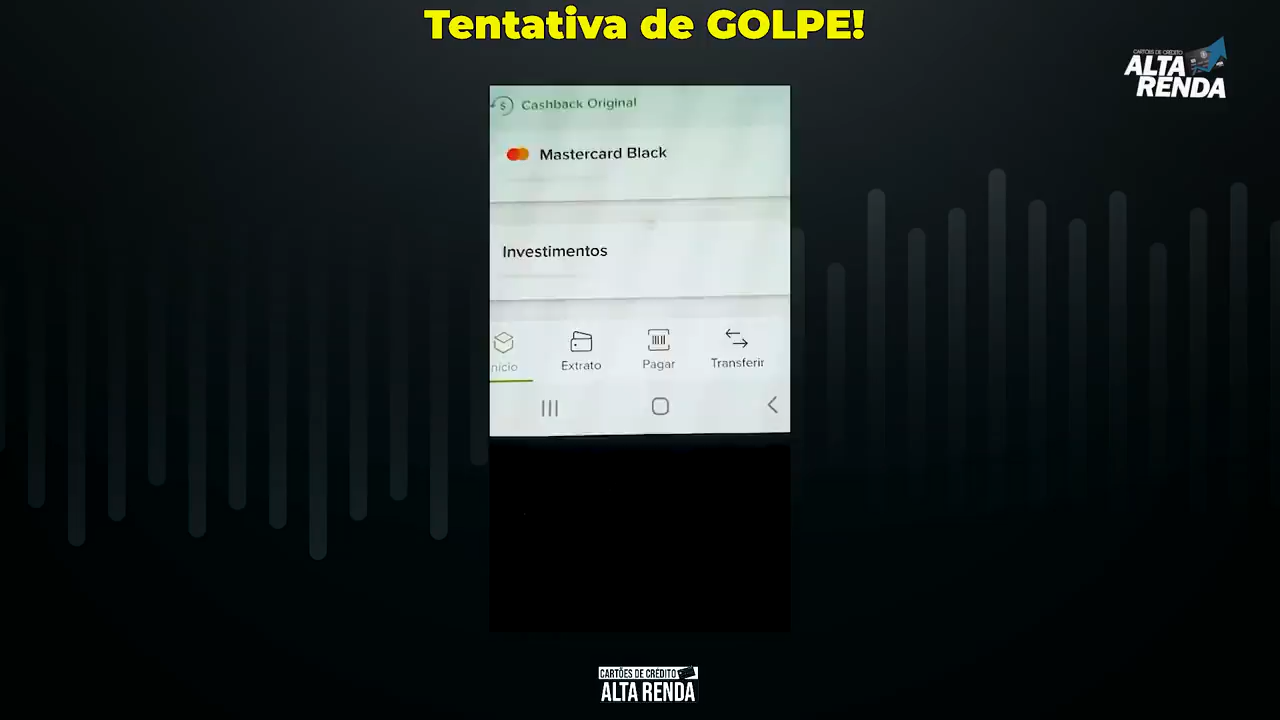 Tentativa de GOLPE!
CARTÕES DE CRÉDITO
ALTA
RENDA
Cashback Original
Mastercard Black
Investimentos
nício
Extrato
Pagar
Transferir
CARTÕES DE CRÉDITO
ALTA RENDA